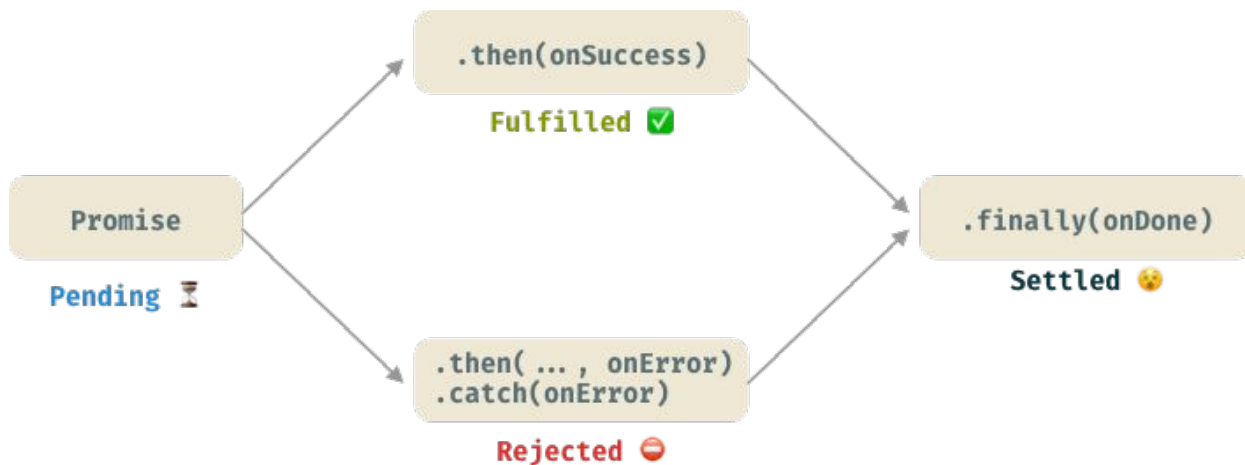 .then(onSuccess)
Fulfilled ✅
Promise
Pending ⏳
.finally(onDone)
Settled 😵
.then( ... , onError)
.catch(onError)
Rejected ⛔